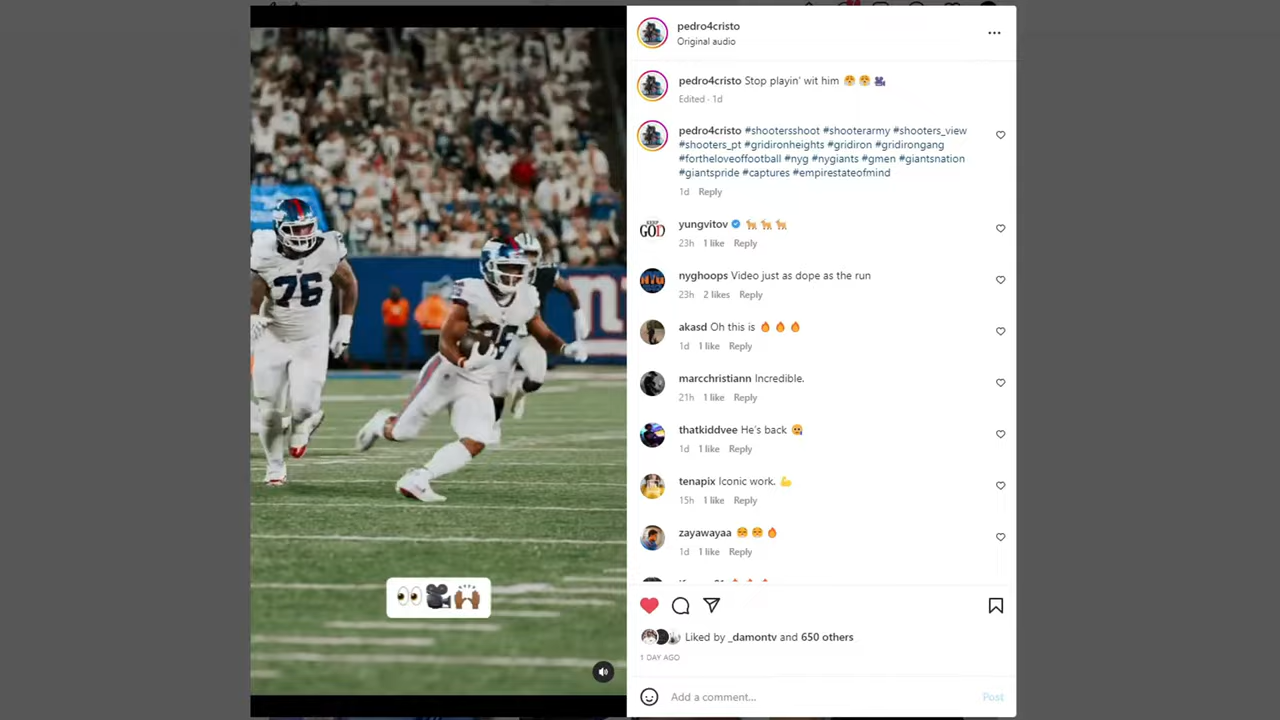 76
26
pedro4cristo
Original audio
pedro4cristo Stop playin' wit him
Edited · 1d
pedro4cristo #shootersshoot #shooterarmy #shooters_view
#shooters_pt #gridironheights #gridiron #gridirongang
#fortheloveoffootball #nyg #nygiants #gmen #giantsnation
#giantspride #captures #empirestateofmind
1d Reply
KEEP
GOD
yungvitov
23h 1 like Reply
nyghoops Video just as dope as the run
23h 2 likes Reply
akasd Oh this is
1d 1 like Reply
marcchristiann Incredible.
21h 1 like Reply
thatkiddvee He's back
1d 1 like Reply
tenapix Iconic work.
15h 1 like Reply
zayawayaa
1d 1 like Reply
Liked by _damontv and 650 others
1 DAY AGO
Add a comment...
Post